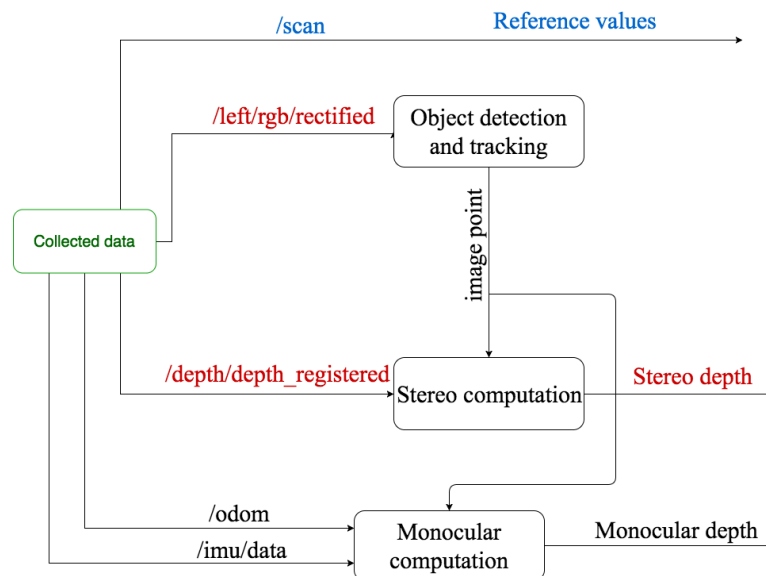 /scan
Reference values
/left/rgb/rectified
Object detection
and tracking
image point
Collected data
/depth/depth_registered
Stereo computation
Stereo depth
/odom
/imu/data
Monocular
computation
Monocular depth